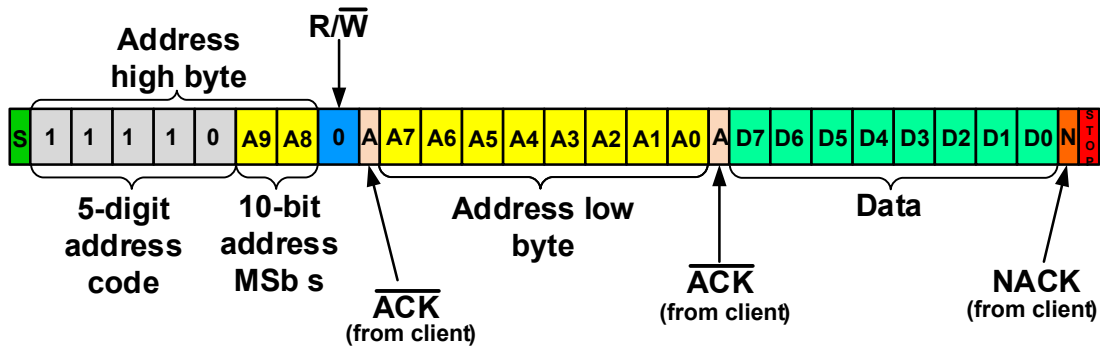 R/W
Address
high byte
S 1 1 1 1 0 A9 A8 0 A A7 A6 A5 A4 A3 A2 A1 A0 A D7 D6 D5 D4 D3 D2 D1 D0 N STOP
5-digit
address
code
10-bit
address
MSb s
Address low
byte
Data
ACK
(from client)
ACK
(from client)
NACK
(from client)